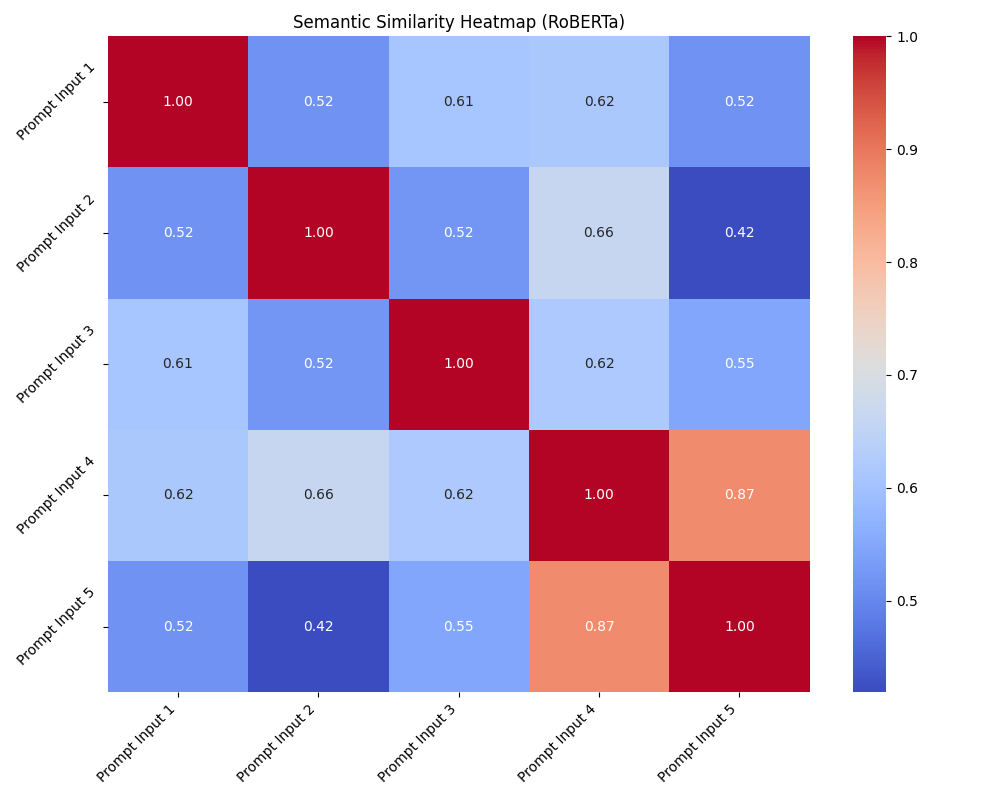 Semantic Similarity Heatmap (RoBERTa)
Prompt Input 1
1.00 0.52 0.61 0.62 0.52
Prompt Input 2
0.52 1.00 0.52 0.66 0.42
Prompt Input 3
0.61 0.52 1.00 0.62 0.55
Prompt Input 4
0.62 0.66 0.62 1.00 0.87
Prompt Input 5
0.52 0.42 0.55 0.87 1.00
Prompt Input 1 Prompt Input 2 Prompt Input 3 Prompt Input 4 Prompt Input 5
1.0
0.9
0.8
0.7
0.6
0.5